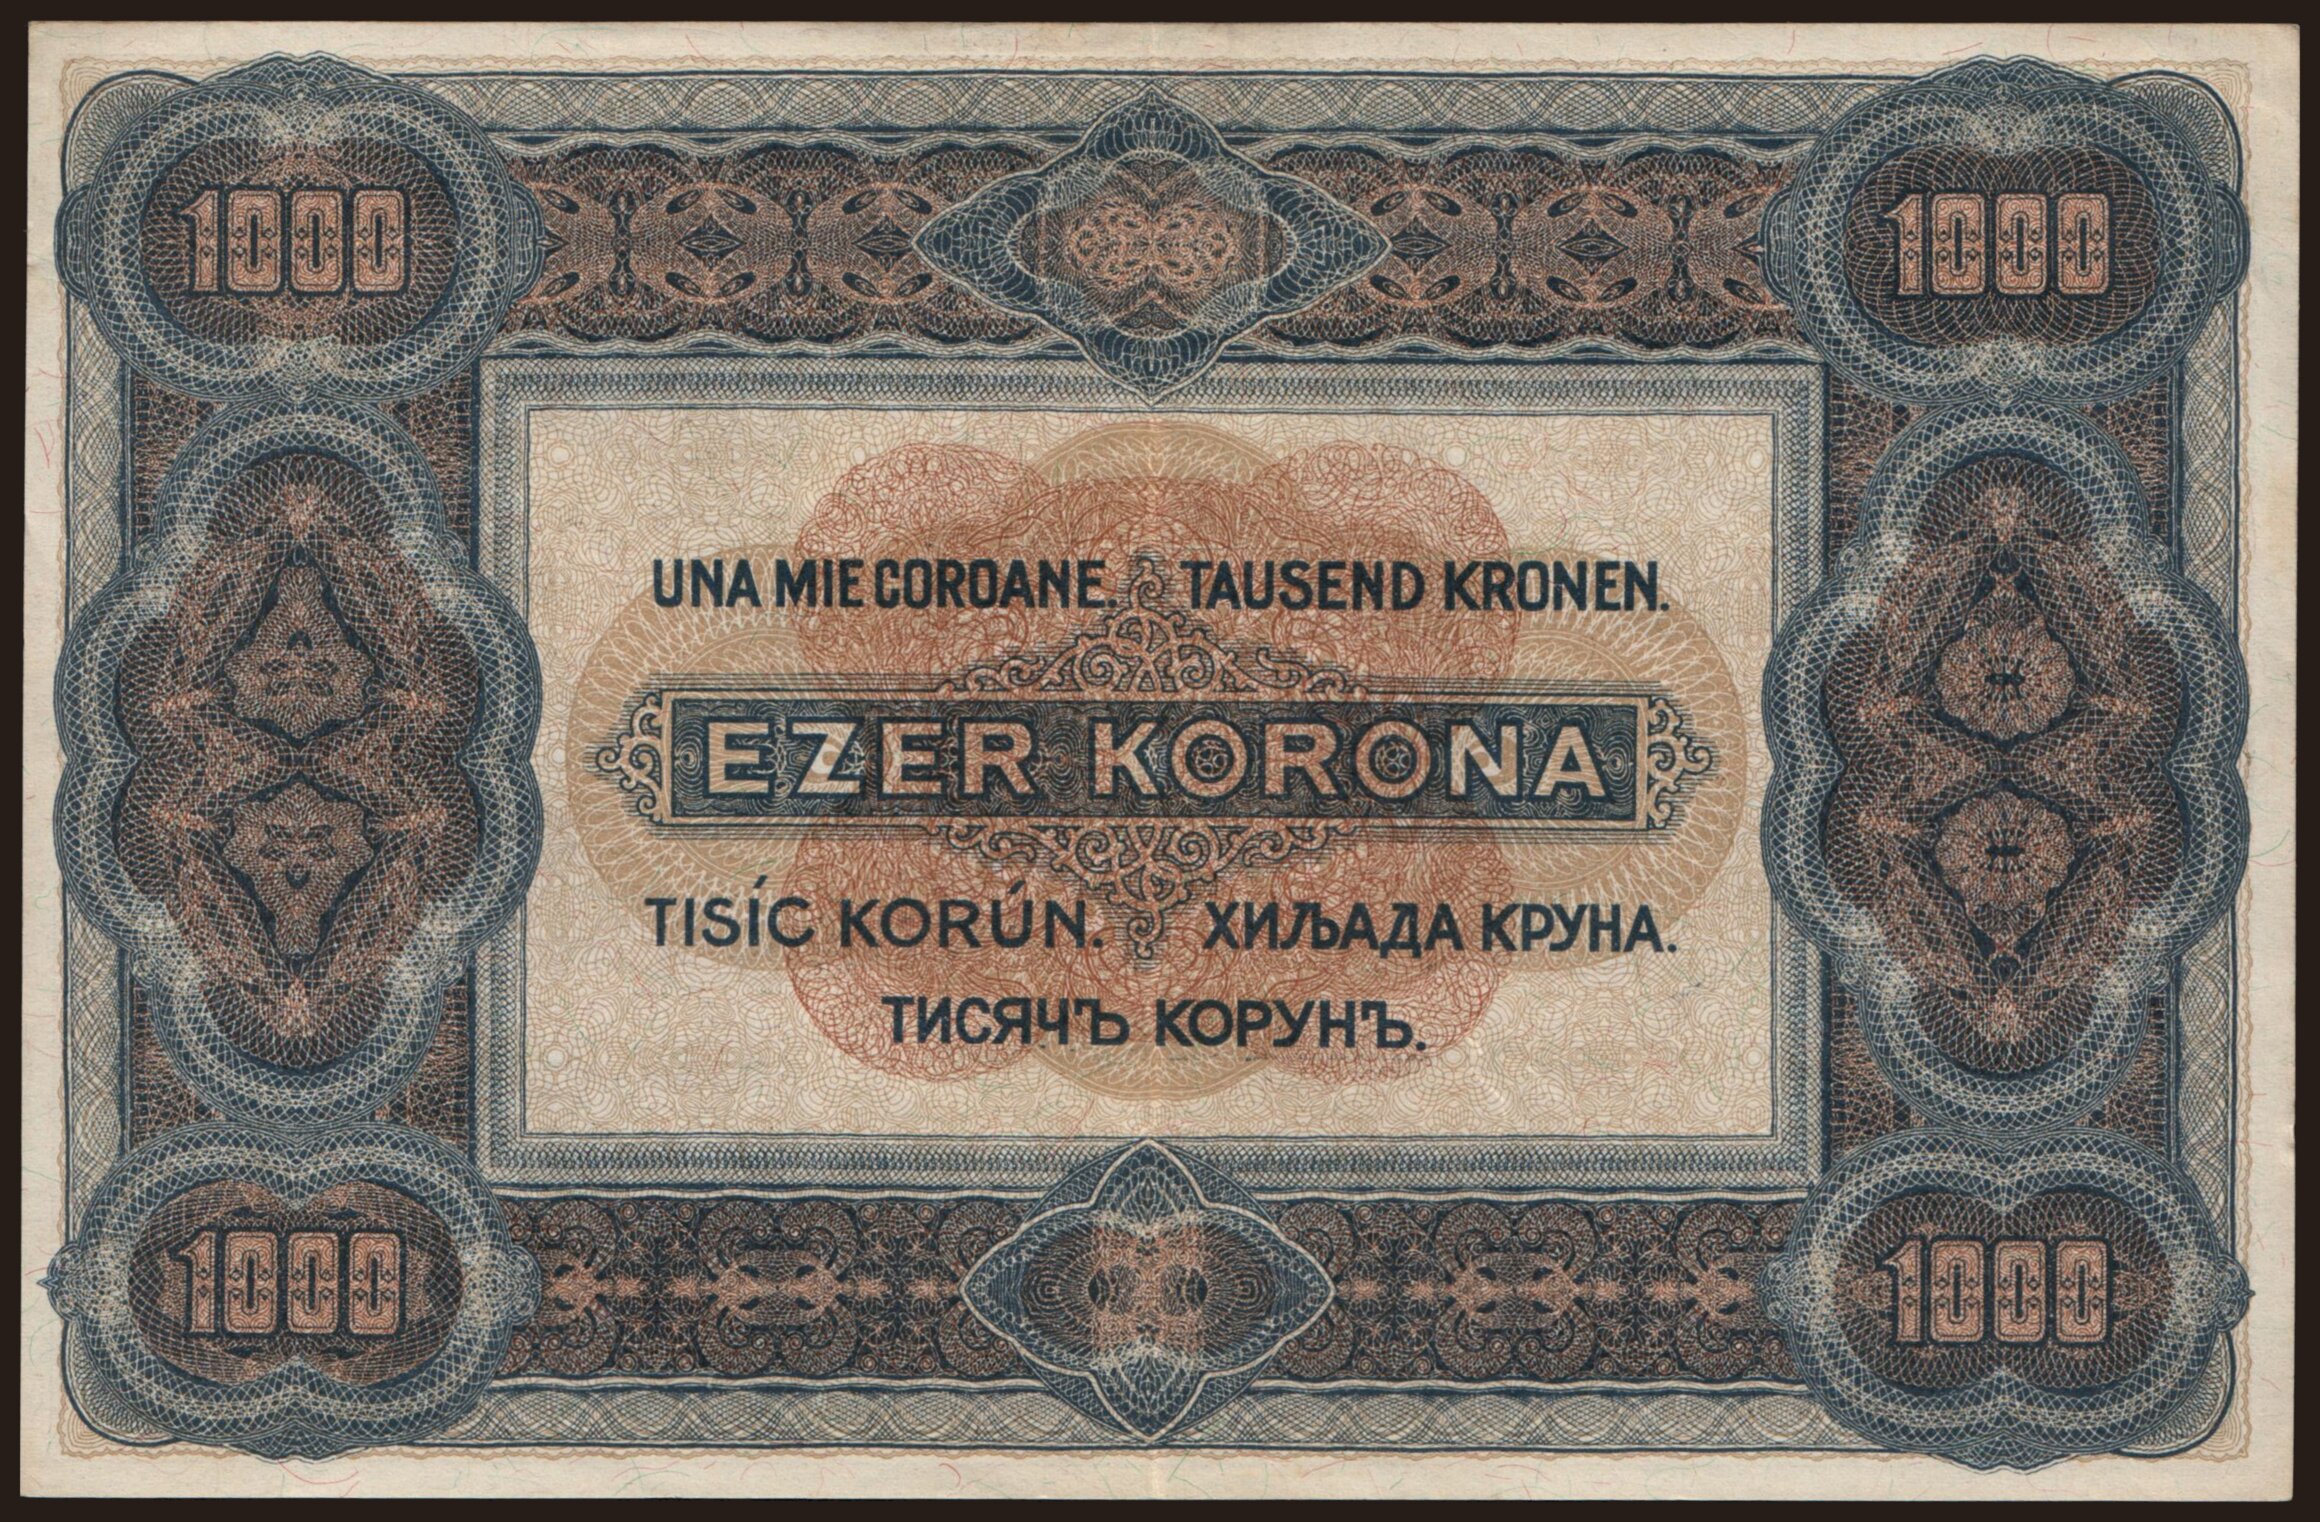 1000 1000
UNA MIE COROANE. TAUSEND KRONEN.
EZER KORONA
TISÍC KORÚN. ХИЉАДА КРУНА.
ТИСЯЧЪ КОРУНЪ.
1000 1000